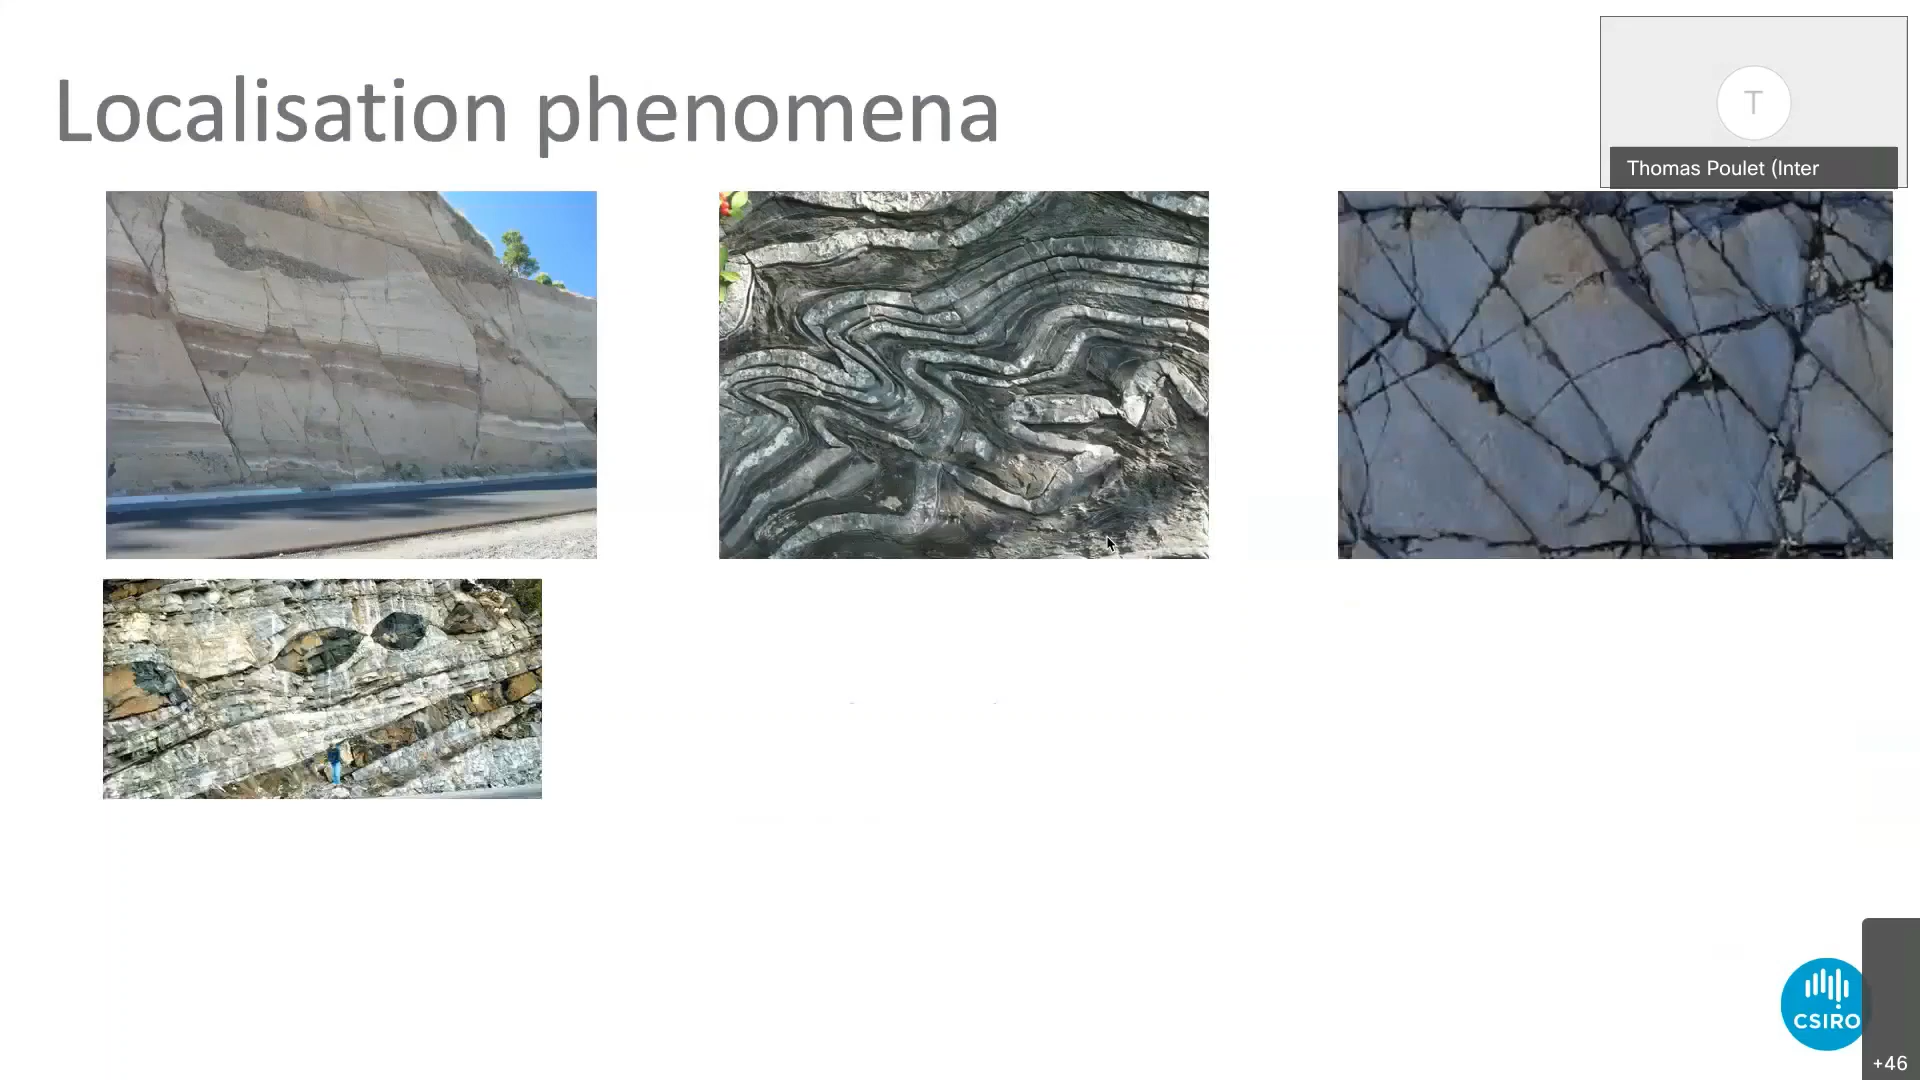 Localisation phenomena
T
Thomas Poulet (Inter
CSIRO
+46